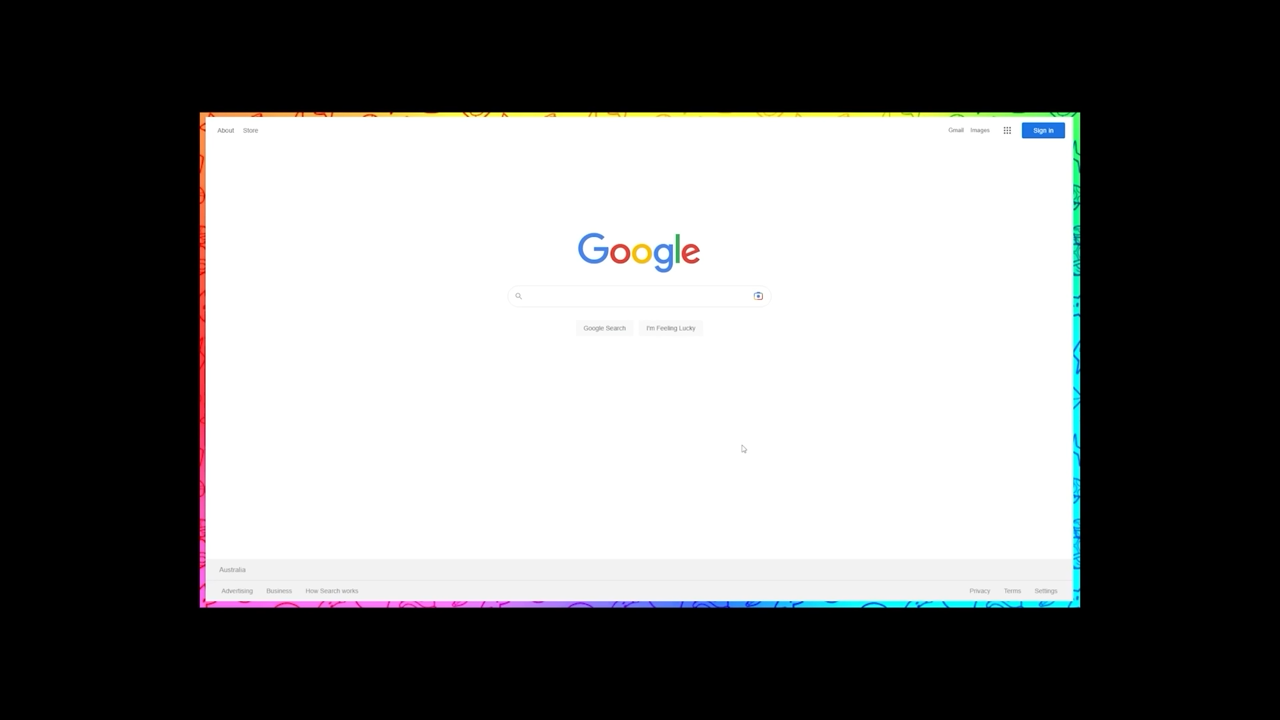 About Store Gmail Images Sign in
Google
Google Search I'm Feeling Lucky
Australia
Advertising Business How Search works Privacy Terms Settings